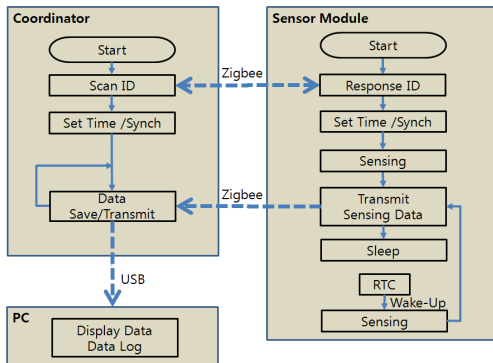 Coordinator
Start
Scan ID
Set Time /Synch
Data
Save/Transmit
Zigbee
Zigbee
USB
Sensor Module
Start
Response ID
Set Time /Synch
Sensing
Transmit
Sensing Data
Sleep
RTC
Wake-Up
Sensing
PC
Display Data
Data Log